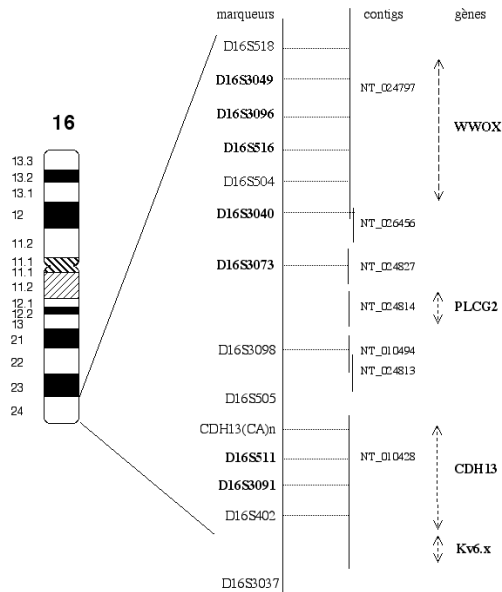 marqueurs contigs gènes
D16S518
D16S3049
NT_024797
D16S3096
WWOX
16
D16S516
13.3
13.2
D16S504
13.1
12
D16S3040
NT_026456
11.2
11.1
D16S3073
NT_024827
11.1
11.2
12.1
NT_024814
PLCG2
12.2
13
21
D16S3098
NT_010494
22
NT_024813
23
D16S505
24
CDH13(CA)n
D16S511
NT_010428
CDH13
D16S3091
D16S402
Kv6.x
D16S3037